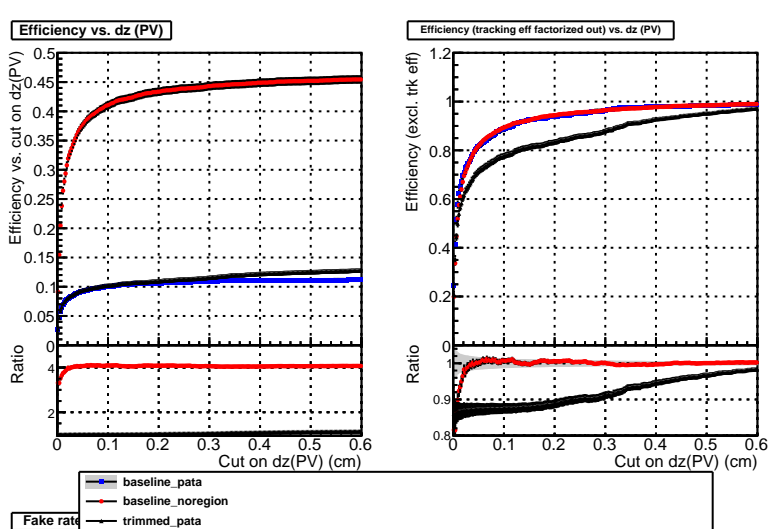 Efficiency vs. dz (PV)
Efficiency vs. cut on dz(PV)
0.5
0.45
0.4
0.35
0.3
0.25
0.2
0.15
0.1
0.05
0
Ratio
4
2
0 0.1 0.2 0.3 0.4 0.5 0.6
Cut on dz(PV) (cm)
Efficiency (tracking eff factorized out) vs. dz (PV)
Efficiency (excl. trk eff)
1.2
1
0.8
0.6
0.4
0.2
0
Ratio
1
0.9
0.8
0 0.1 0.2 0.3 0.4 0.5 0.6
Cut on dz(PV) (cm)
baseline_pata
baseline_noregion
trimmed_pata
Fake rate